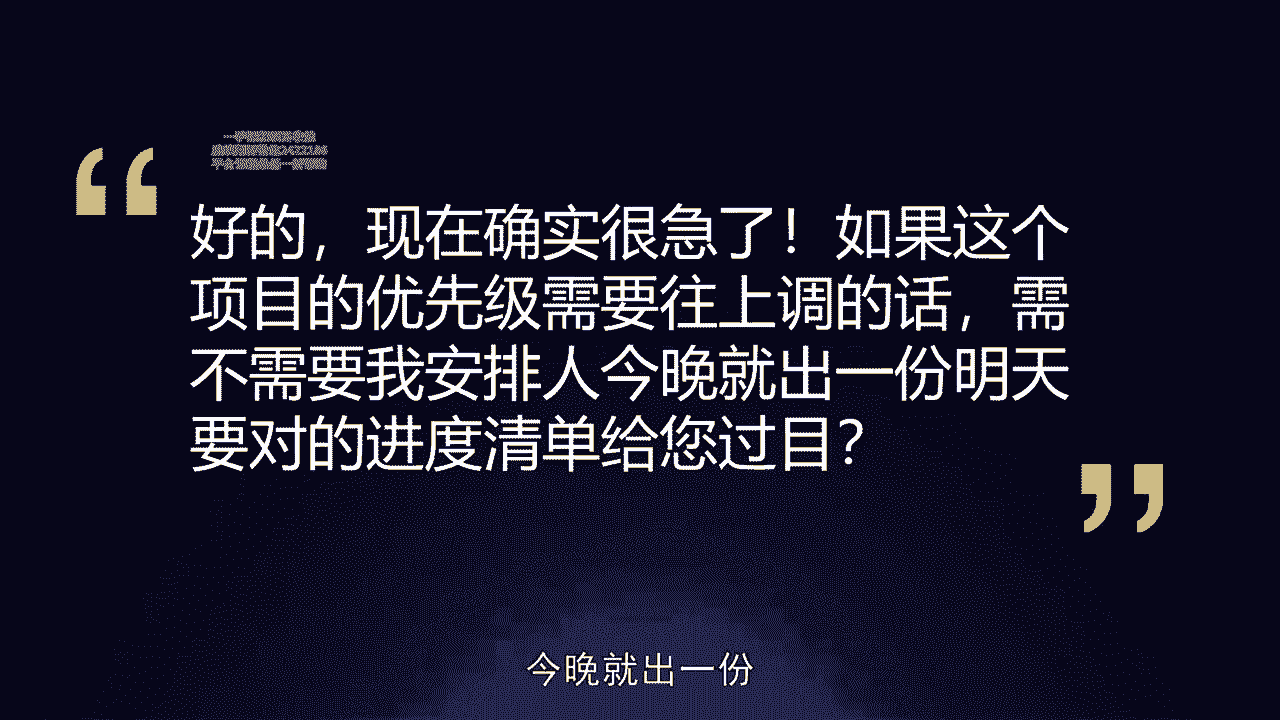 好的，现在确实很急了！如果这个
项目的优先级需要往上调的话，需
不需要我安排人今晚就出一份明天
要对的进度清单给您过目？
今晚就出一份